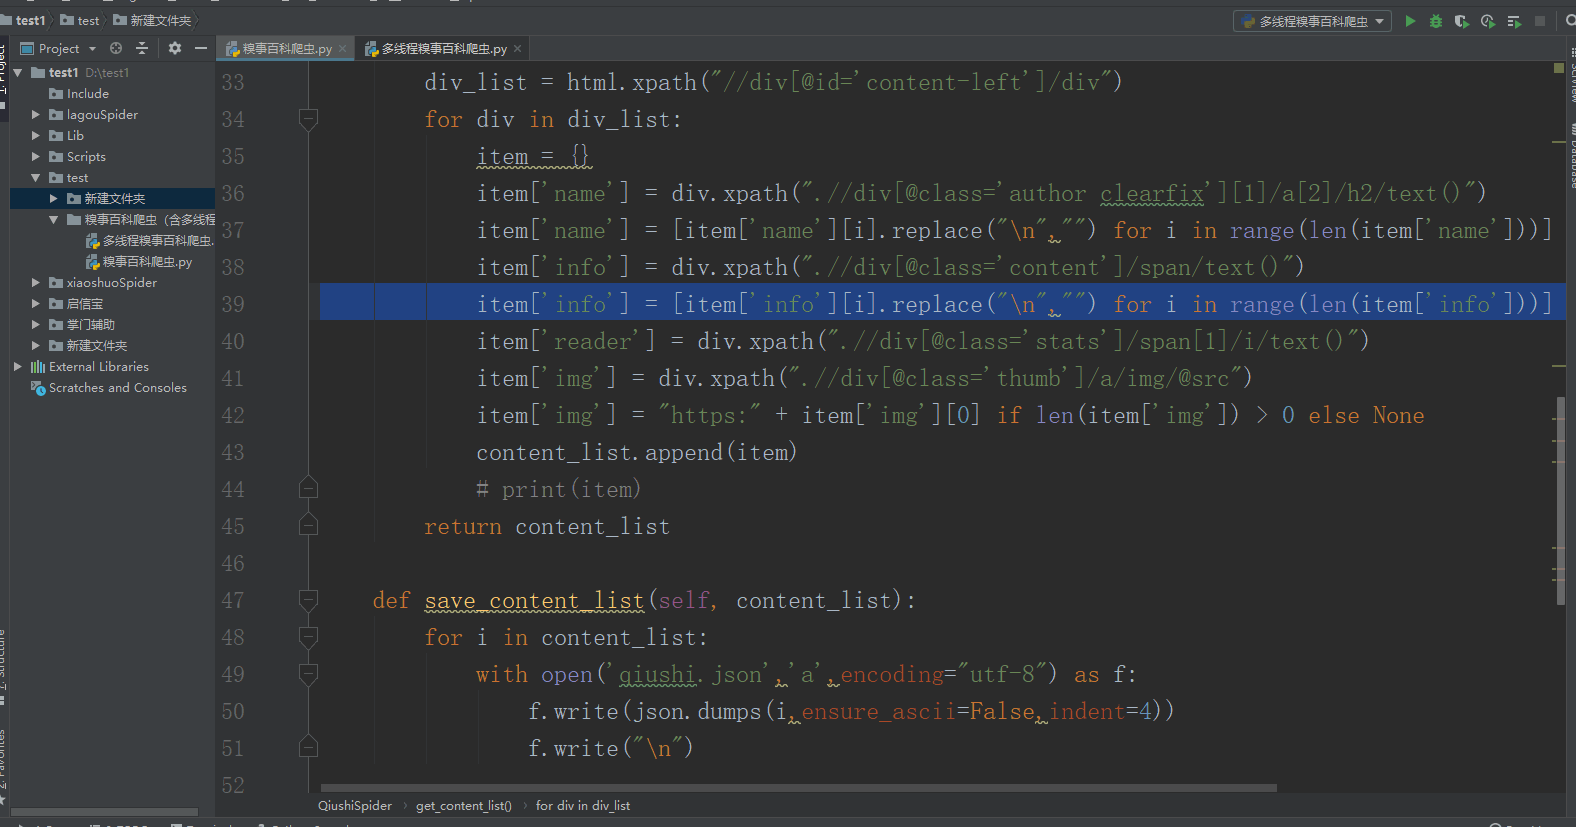 test1 test 新建文件夹 多线程糗事百科爬虫
Project 糗事百科爬虫.py 多线程糗事百科爬虫.py
test1 D:\test1
Include
lagouSpider
Lib
Scripts
test
新建文件夹
糗事百科爬虫（含多线程
多线程糗事百科爬虫.
糗事百科爬虫.py
xiaoshuoSpider
启信宝
掌门辅助
新建文件夹
External Libraries
Scratches and Consoles
33 div_list = html.xpath("//div[@id='content-left']/div")
34 for div in div_list:
35 item = {}
36 item['name'] = div.xpath(".//div[@class='author clearfix'][1]/a[2]/h2/text()")
37 item['name'] = [item['name'][i].replace("\n","") for i in range(len(item['name']))]
38 item['info'] = div.xpath(".//div[@class='content']/span/text()")
39 item['info'] = [item['info'][i].replace("\n","") for i in range(len(item['info']))]
40 item['reader'] = div.xpath(".//div[@class='stats']/span[1]/i/text()")
41 item['img'] = div.xpath(".//div[@class='thumb']/a/img/@src")
42 item['img'] = "https:" + item['img'][0] if len(item['img']) > 0 else None
43 content_list.append(item)
44 # print(item)
45 return content_list
46
47 def save_content_list(self, content_list):
48 for i in content_list:
49 with open('qiushi.json','a',encoding="utf-8") as f:
50 f.write(json.dumps(i,ensure_ascii=False,indent=4))
51 f.write("\n")
52
QiushiSpider get_content_list() for div in div_list
1: Project
Database
Structure